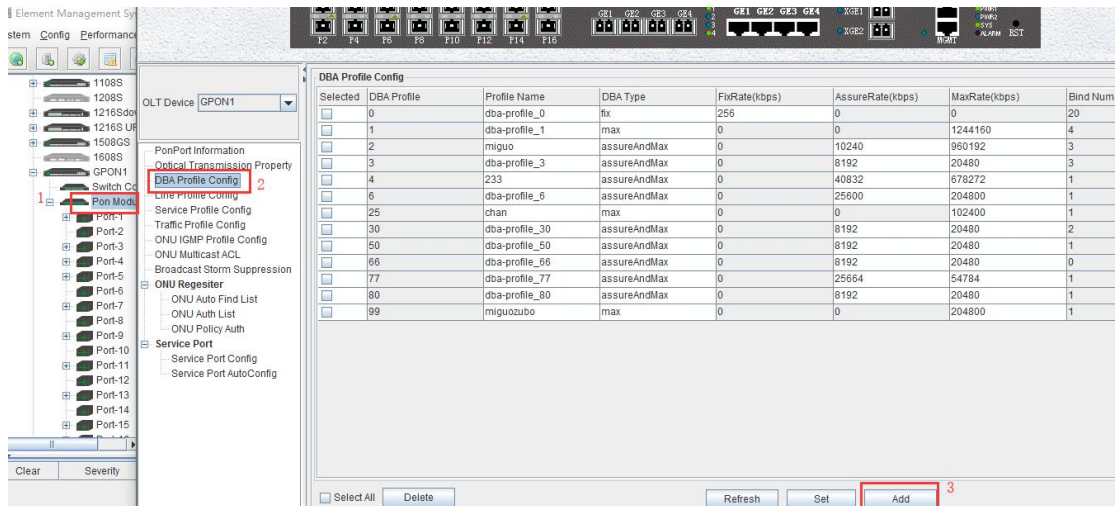 Element Management Sy
stem Config Performance
GE1 GE2 GE3 GE4
GE1 GE2 GE3 GE4
XGE1
XGE2
P2 P4 P6 P8 P10 P12 P14 P16
MGMT
PWR1
PWR2
SYS
ALARM RST
1108S
1208S
1216Sdov
1216S UF
1508GS
1608S
GPON1
Switch Co
1
Pon Modu
Port-1
Port-2
Port-3
Port-4
Port-5
Port-6
Port-7
Port-8
Port-9
Port-10
Port-11
Port-12
Port-13
Port-14
Port-15
Clear Severity
OLT Device GPON1
PonPort Information
Optical Transmission Property
DBA Profile Config 2
Line Profile Config
Service Profile Config
Traffic Profile Config
ONU IGMP Profile Config
ONU Multicast ACL
Broadcast Storm Suppression
ONU Regesiter
ONU Auto Find List
ONU Auth List
ONU Policy Auth
Service Port
Service Port Config
Service Port AutoConfig
DBA Profile Config
Selected DBA Profile Profile Name DBA Type FixRate(kbps) AssureRate(kbps) MaxRate(kbps) Bind Num
0 dba-profile_0 fix 256 0 0 20
1 dba-profile_1 max 0 0 1244160 4
2 miguo assureAndMax 0 10240 960192 3
3 dba-profile_3 assureAndMax 0 8192 20480 3
4 233 assureAndMax 0 40832 678272 1
6 dba-profile_6 assureAndMax 0 25600 204800 1
25 chan max 0 0 102400 1
30 dba-profile_30 assureAndMax 0 8192 20480 2
50 dba-profile_50 assureAndMax 0 8192 20480 1
66 dba-profile_66 assureAndMax 0 8192 20480 0
77 dba-profile_77 assureAndMax 0 25664 54784 1
80 dba-profile_80 assureAndMax 0 8192 20480 1
99 miguozubo max 0 0 204800 1
Select All Delete Refresh Set Add 3